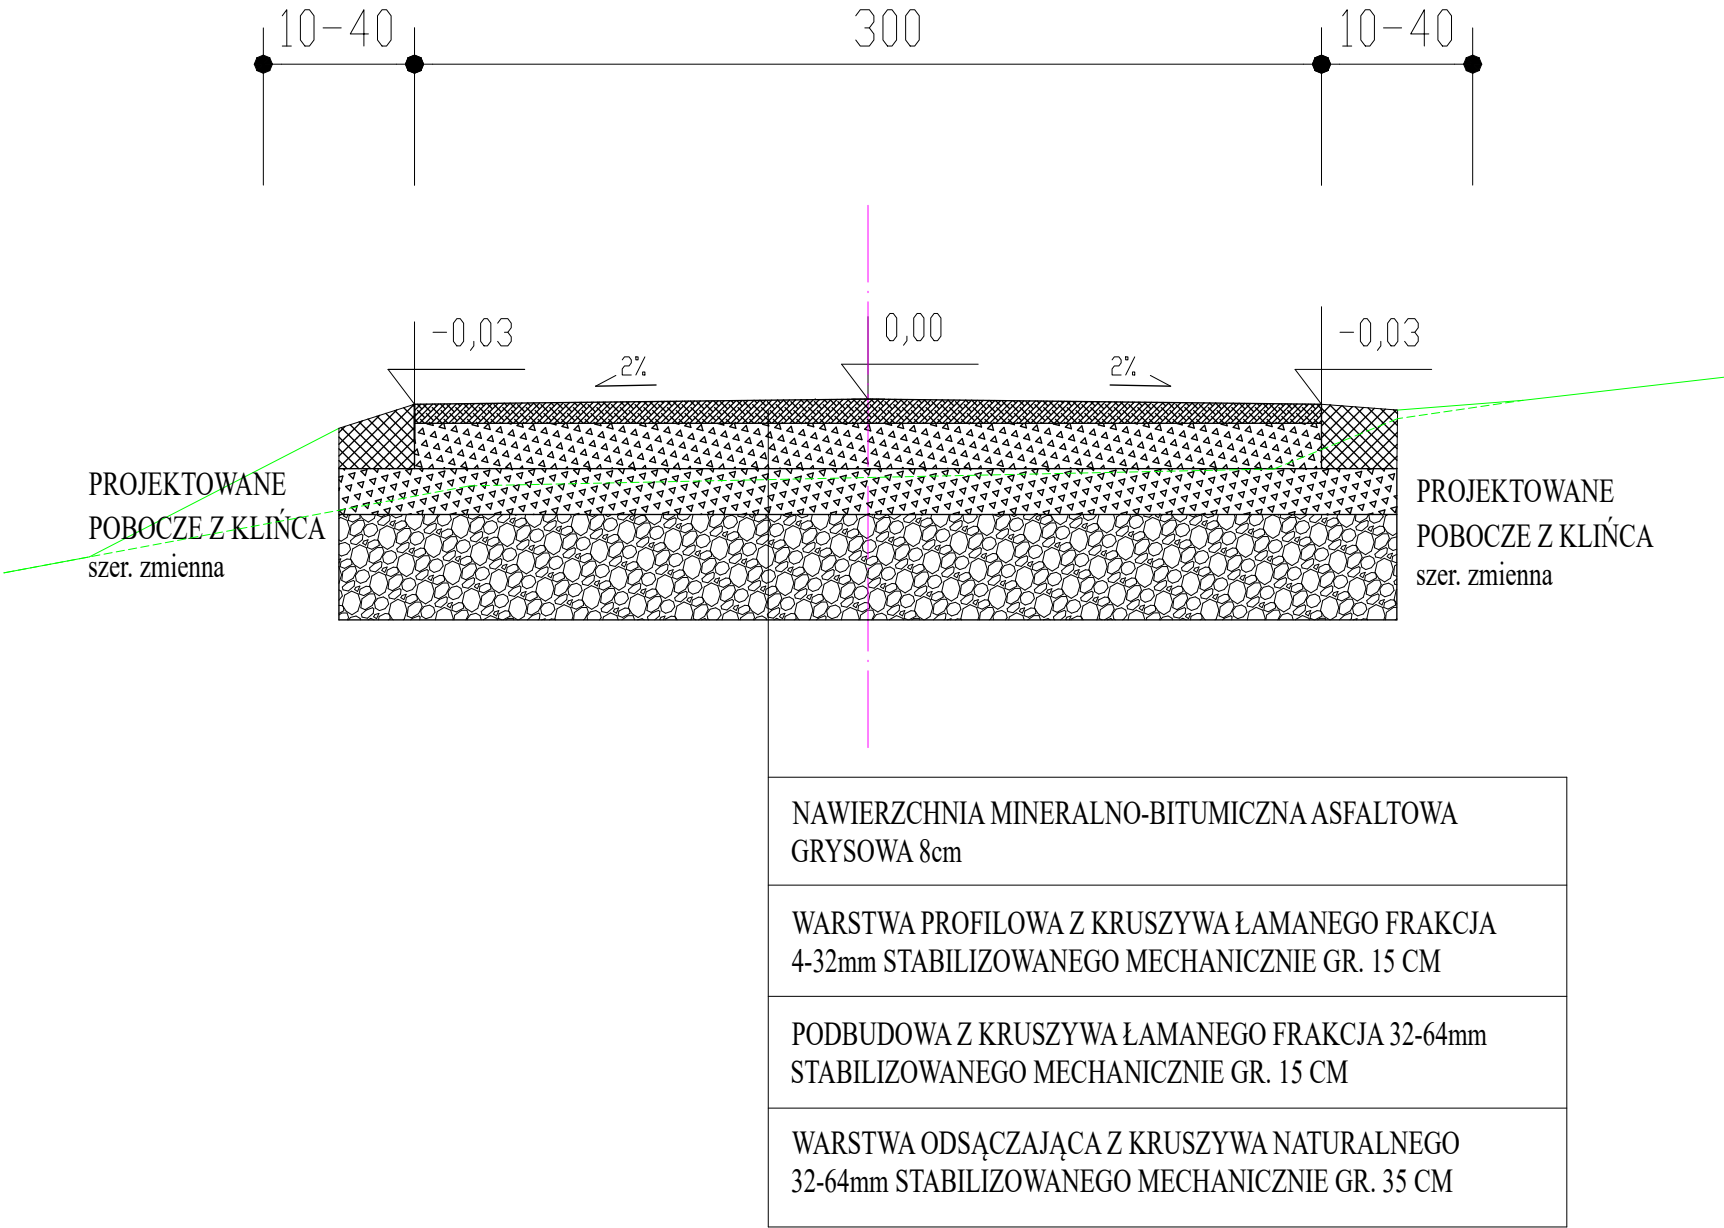 10-40 300 10-40
-0,03 0,00 -0,03
2% 2%
PROJEKTOWANE
POBOCZE Z KLIŃCA
szer. zmienna
PROJEKTOWANE
POBOCZE Z KLIŃCA
szer. zmienna
NAWIERZCHNIA MINERALNO-BITUMICZNA ASFALTOWA
GRYSOWA 8cm
WARSTWA PROFILOWA Z KRUSZYWA ŁAMANEGO FRAKCJA
4-32mm STABILIZOWANEGO MECHANICZNIE GR. 15 CM
PODBUDOWA Z KRUSZYWA ŁAMANEGO FRAKCJA 32-64mm
STABILIZOWANEGO MECHANICZNIE GR. 15 CM
WARSTWA ODSĄCZAJĄCA Z KRUSZYWA NATURALNEGO
32-64mm STABILIZOWANEGO MECHANICZNIE GR. 35 CM